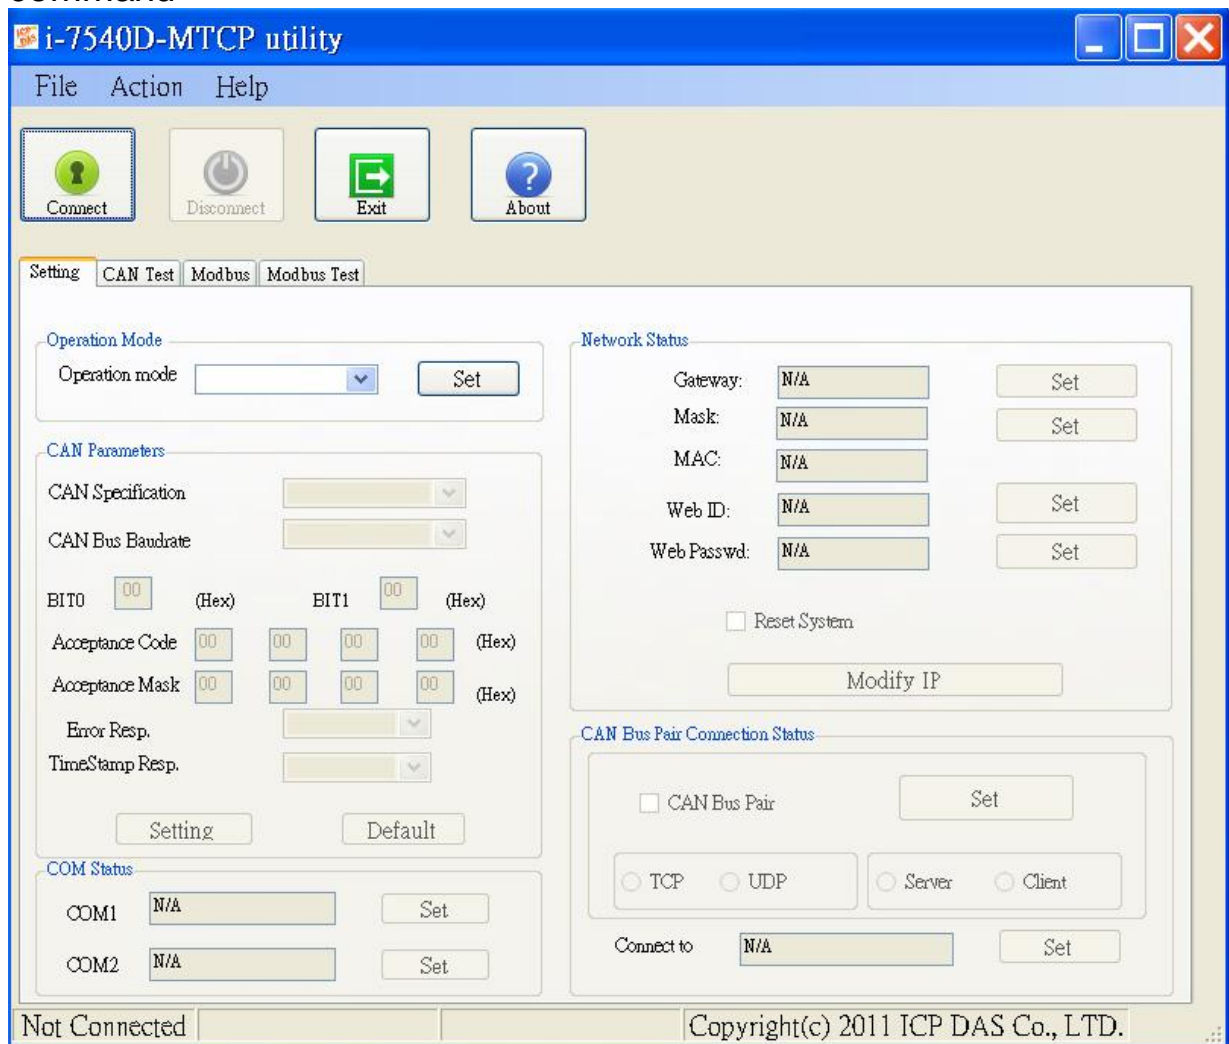 command
i-7540D-MTCP utility
File Action Help
Connect Disconnect Exit About
Setting CAN Test Modbus Modbus Test
Operation Mode
Operation mode Set
CAN Parameters
CAN Specification
CAN Bus Baudrate
BIT0 00 (Hex) BIT1 00 (Hex)
Acceptance Code 00 00 00 00 (Hex)
Acceptance Mask 00 00 00 00 (Hex)
Error Resp.
TimeStamp Resp.
Setting Default
COM Status
COM1 N/A Set
COM2 N/A Set
Network Status
Gateway: N/A Set
Mask: N/A Set
MAC: N/A
Web ID: N/A Set
Web Passwd: N/A Set
Reset System
Modify IP
CAN Bus Pair Connection Status
CAN Bus Pair Set
TCP UDP Server Client
Connect to N/A Set
Not Connected Copyright(c) 2011 ICP DAS Co., LTD.